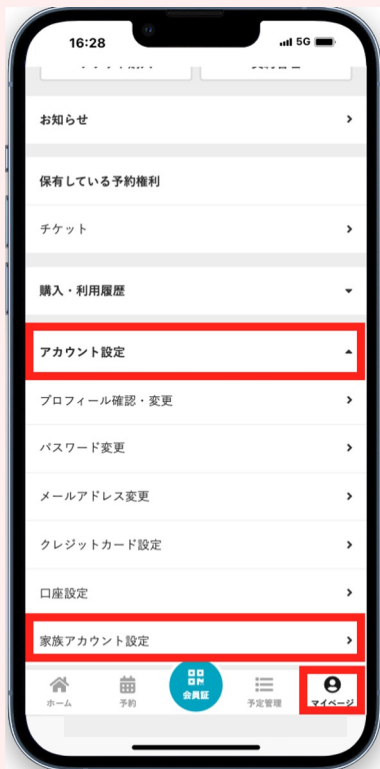 16:28
5G
お知らせ
保有している予約権利
チケット
購入・利用履歴
アカウント設定
プロフィール確認・変更
パスワード変更
メールアドレス変更
クレジットカード設定
口座設定
家族アカウント設定
ホーム
予約
会員証
予定管理
マイページ